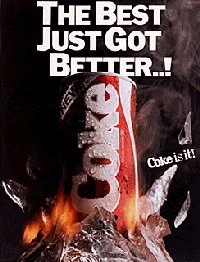 THE BEST
JUST GOT
BETTER..!
Coke
Coke is it!